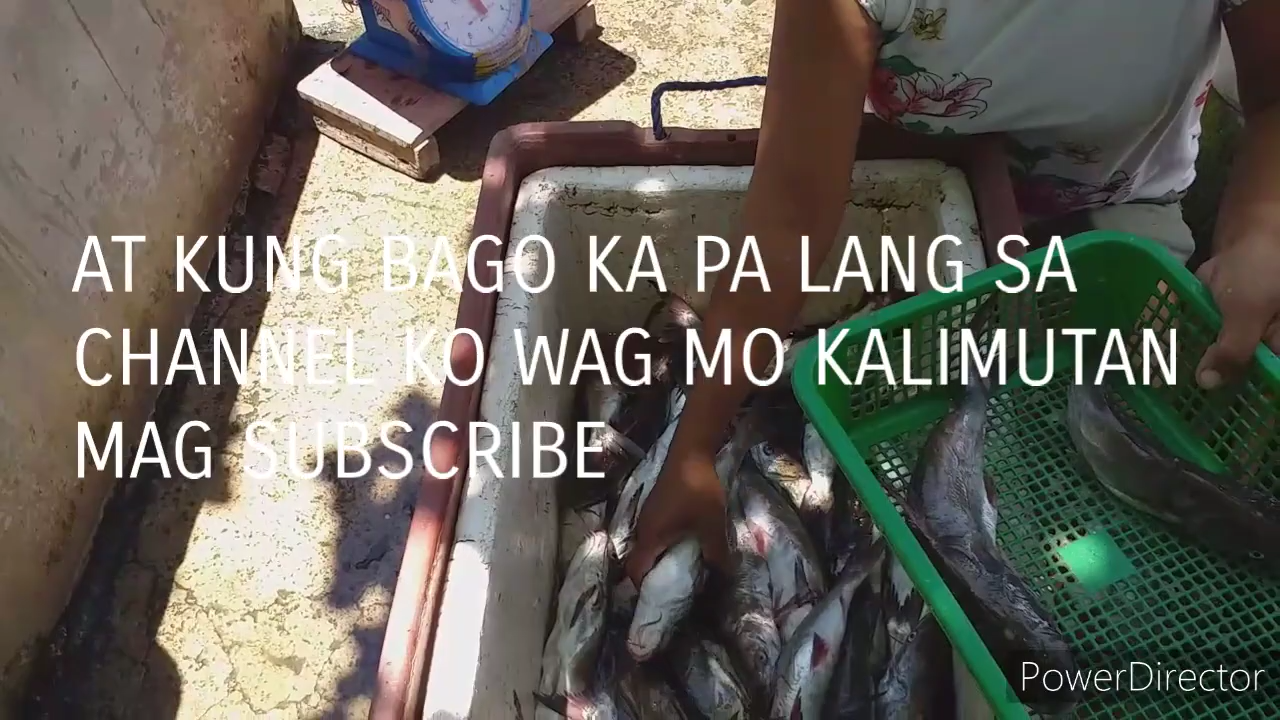 AT KUNG BAGO KA PA LANG SA
CHANNEL KO WAG MO KALIMUTAN
MAG SUBSCRIBE
PowerDirector